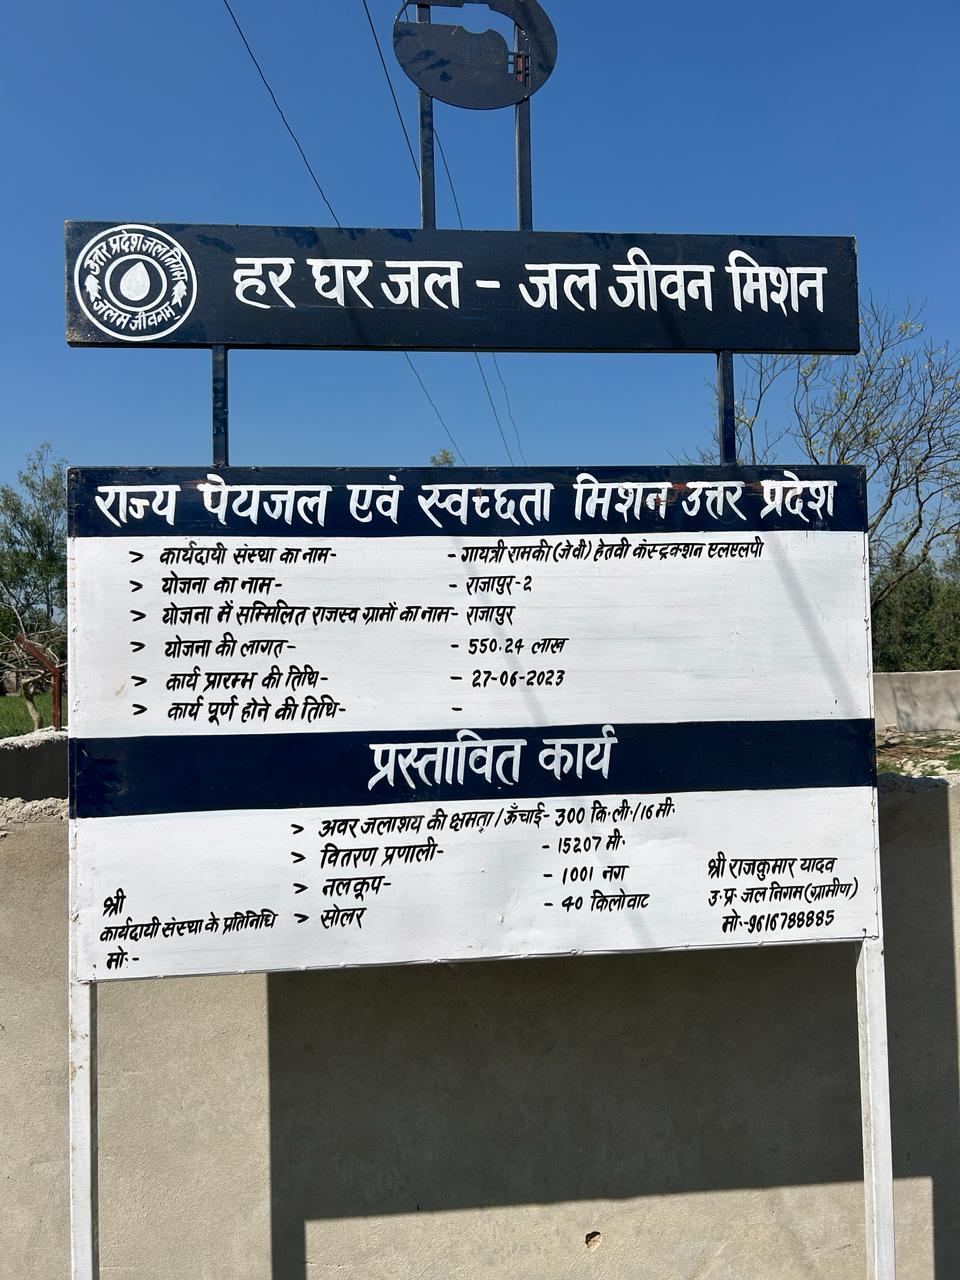 उत्तर प्रदेश जल निगम
जलम जीवनम
हर घर जल - जल जीवन मिशन
राज्य पेयजल एवं स्वच्छता मिशन उत्तर प्रदेश
> कार्यदायी संस्था का नाम- - गायत्री रामकी (जेवी) हेतवी कंस्ट्रक्शन एलएलपी
> योजना का नाम- - राजापुर-2
> योजना में सम्मिलित राजस्व ग्रामों का नाम- राजापुर
> योजना की लागत- - 550.24 लाख
> कार्य प्रारम्भ की तिथि- - 27-06-2023
> कार्य पूर्ण होने की तिथि- -
प्रस्तावित कार्य
> अवर जलाशय की क्षमता/ऊँचाई- 300 कि.ली./16 मी.
> वितरण प्रणाली- - 15207 मी.
> नलकूप- - 1001 नग
> सोलर - 40 किलोवाट
श्री
कार्यदायी संस्था के प्रतिनिधि
मो.-
श्री राजकुमार यादव
उ.प्र. जल निगम (ग्रामीण)
मो.-9616788885